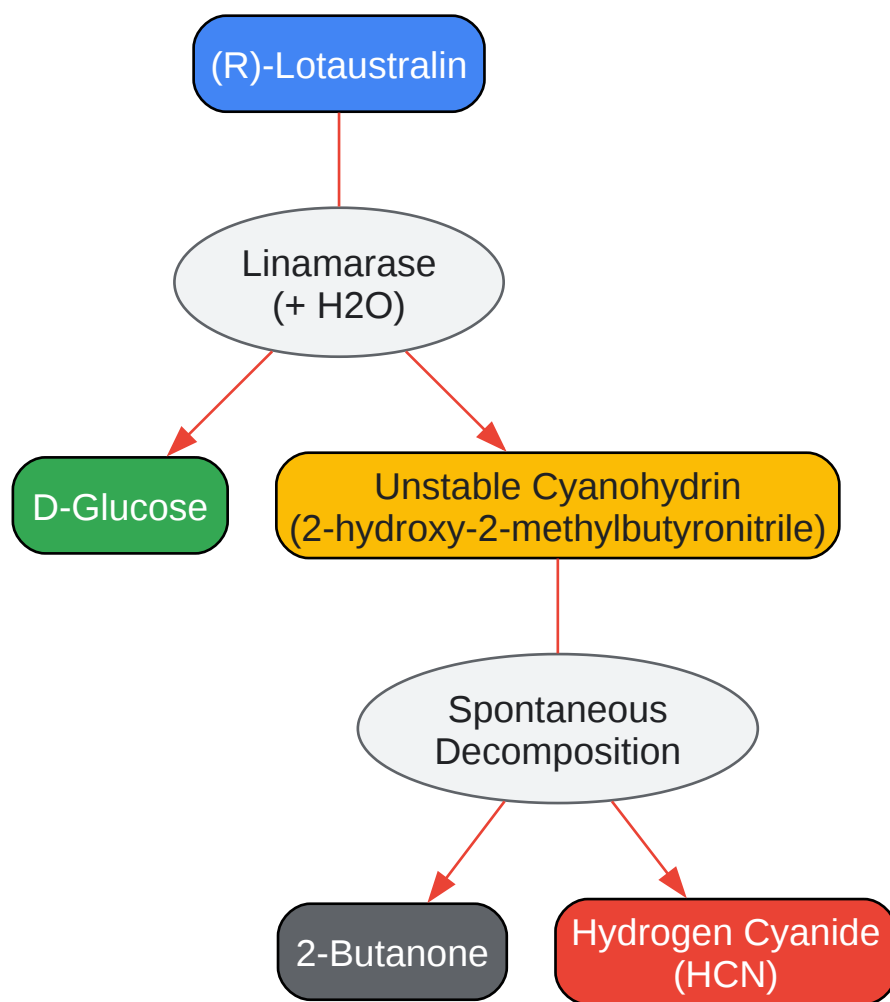 (R)-Lotaustralin
Linamarase
(+ H2O)
D-Glucose
Unstable Cyanohydrin
(2-hydroxy-2-methylbutyronitrile)
Spontaneous
Decomposition
2-Butanone
Hydrogen Cyanide
(HCN)